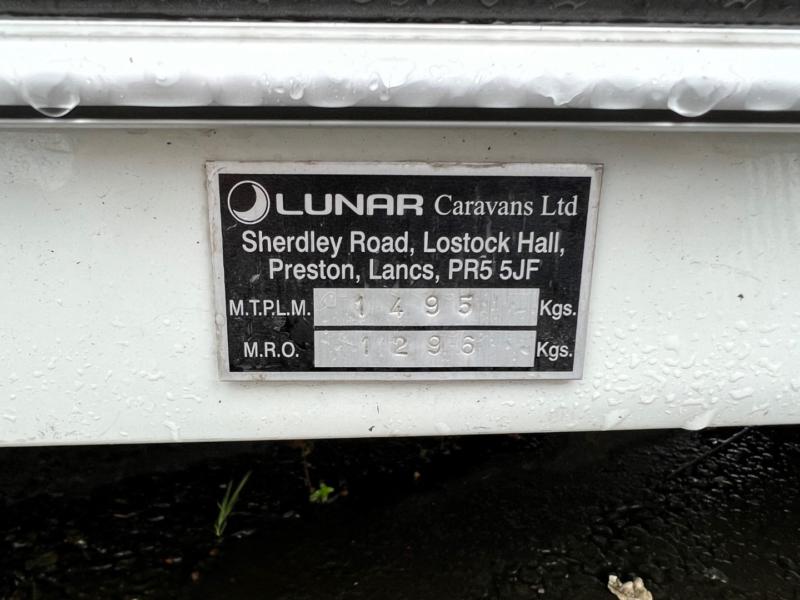 LUNAR Caravans Ltd
Sherdley Road, Lostock Hall,
Preston, Lancs, PR5 5JF
M.T.P.L.M. 1495 Kgs.
M.R.O. 1296 Kgs.